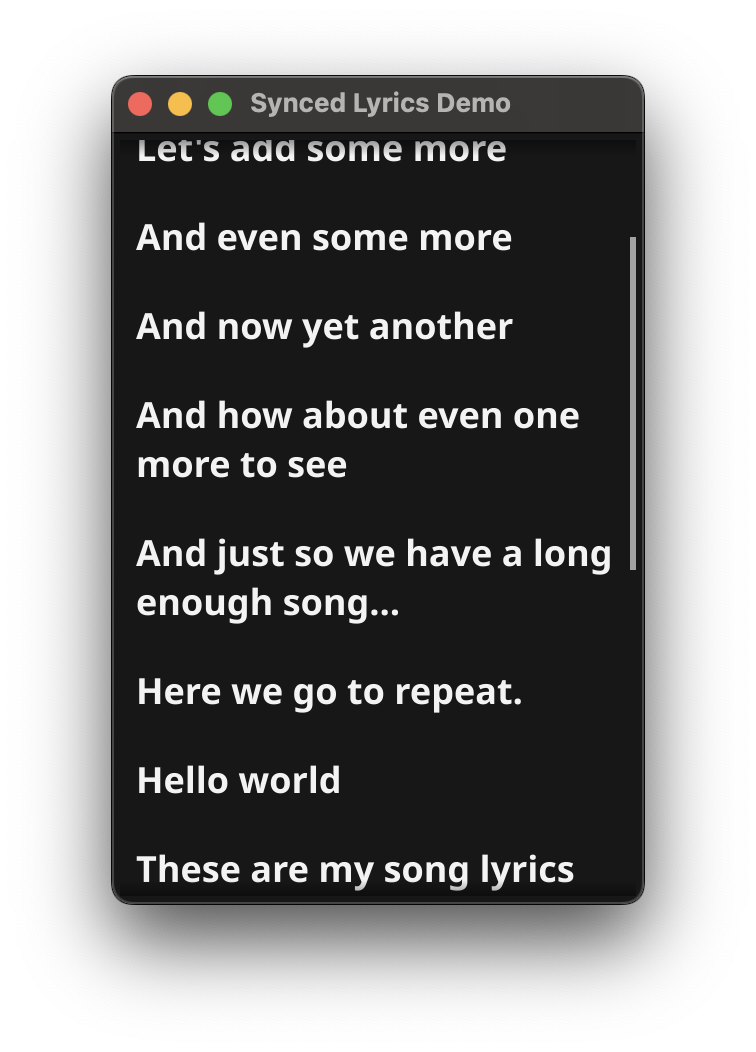 Synced Lyrics Demo
Let's add some more
And even some more
And now yet another
And how about even one
more to see
And just so we have a long
enough song...
Here we go to repeat.
Hello world
These are my song lyrics